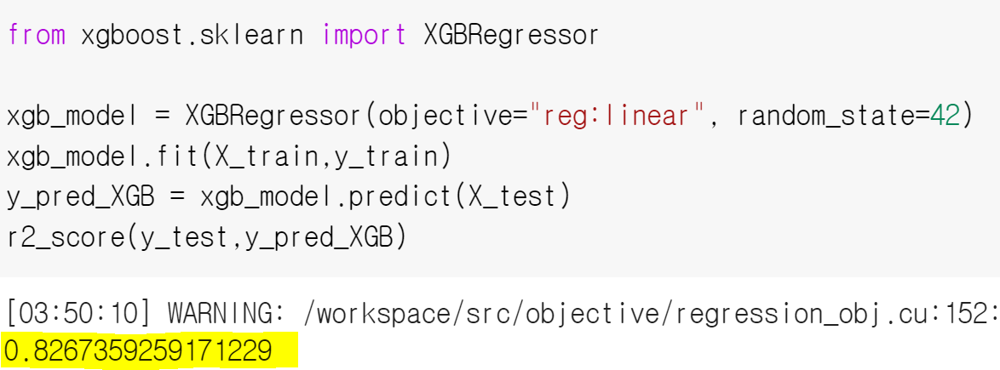 from xgboost.sklearn import XGBRegressor
xgb_model = XGBRegressor(objective="reg:linear", random_state=42)
xgb_model.fit(X_train,y_train)
y_pred_XGB = xgb_model.predict(X_test)
r2_score(y_test,y_pred_XGB)
[03:50:10] WARNING: /workspace/src/objective/regression_obj.cu:152:
0.8267359259171229